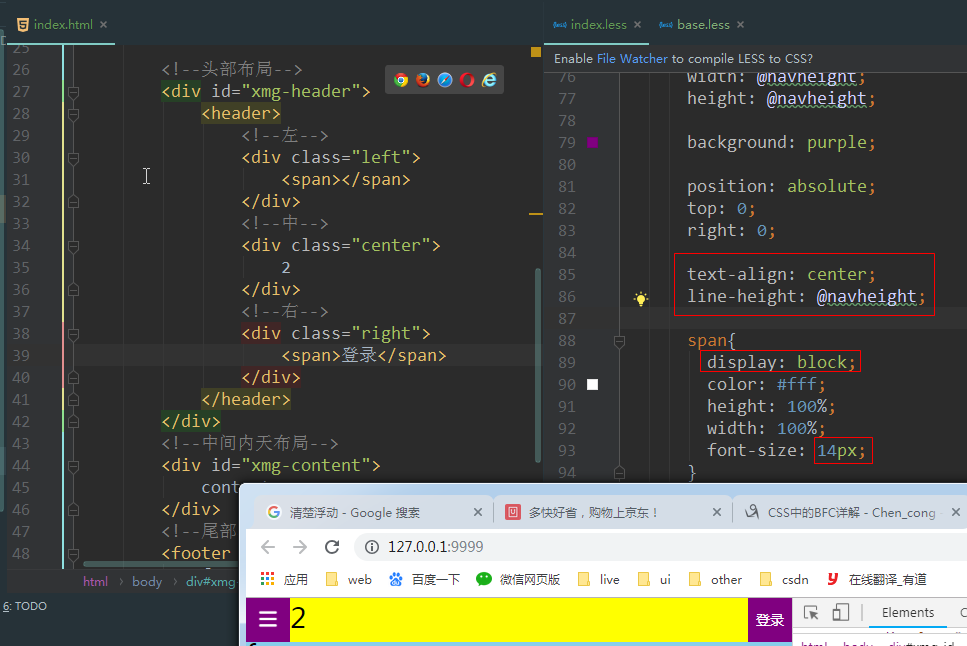 index.html ×
index.less ×
base.less ×
Enable File Watcher to compile LESS to CSS?
25
26 <!--头部布局-->
27 <div id="xmg-header">
28 <header>
29 <!--左-->
30 <div class="left">
31 <span></span>
32 </div>
33 <!--中-->
34 <div class="center">
35 2
36 </div>
37 <!--右-->
38 <div class="right">
39 <span>登录</span>
40 </div>
41 </header>
42 </div>
43 <!--中间内天布局-->
44 <div id="xmg-content">
45 cont
46 </div>
47 <!--尾部
48 <footer
html › body › div#xmg-
6: TODO
76 width: @navheight;
77 height: @navheight;
78
79 background: purple;
80
81 position: absolute;
82 top: 0;
83 right: 0;
84
85 text-align: center;
86 line-height: @navheight;
87
88 span{
89 display: block;
90 color: #fff;
91 height: 100%;
92 width: 100%;
93 font-size: 14px;
94 }
清楚浮动 - Google 搜索 ×
多快好省，购物上京东！ ×
CSS中的BFC详解 - Chen_cong ×
127.0.0.1:9999
应用 web 百度一下 微信网页版 live ui other csdn 在线翻译_有道
2
登录
Elements
html body div#xmg-id